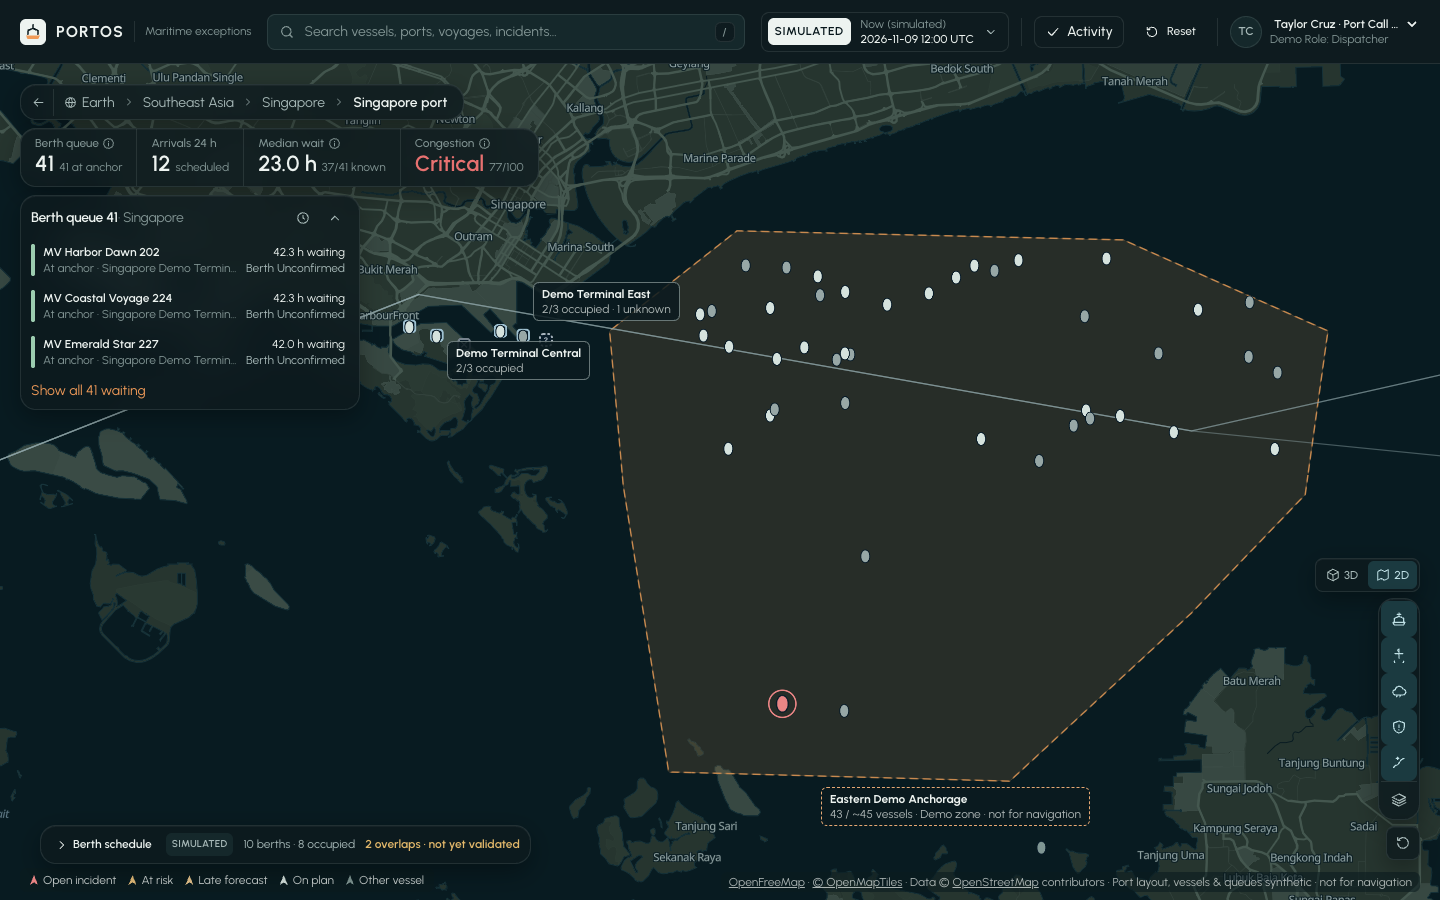 PORTOS
Maritime exceptions
Search vessels, ports, voyages, incidents...
/
SIMULATED
Now (simulated)
2026-11-09 12:00 UTC
Activity
Reset
TC
Taylor Cruz · Port Call ...
Demo Role: Dispatcher
Clementi
Ulu Pandan Single
Geylang
Bedok South
Tanah Merah
Earth
Southeast Asia
Singapore
Singapore port
Kallang
Tanglin
Newton
Marine Parade
Berth queue
41 41 at anchor
Arrivals 24 h
12 scheduled
Median wait
23.0 h 37/41 known
Congestion
Critical 77/100
Singapore
Outram
Marina South
Bukit Merah
arbourFront
Berth queue 41 Singapore
MV Harbor Dawn 202
42.3 h waiting
At anchor · Singapore Demo Termin...
Berth Unconfirmed
MV Coastal Voyage 224
42.3 h waiting
At anchor · Singapore Demo Termin...
Berth Unconfirmed
MV Emerald Star 227
42.0 h waiting
At anchor · Singapore Demo Termin...
Berth Unconfirmed
Show all 41 waiting
Demo Terminal East
2/3 occupied · 1 unknown
Demo Terminal Central
2/3 occupied
3D
2D
Batu Merah
Tanjung Buntung
Sungai Jodoh
Kampung Seraya
Sadai
Tanjung Uma
Bengkong Indah
Eastern Demo Anchorage
43 / ~45 vessels · Demo zone · not for navigation
Tanjung Sari
Sekanak Raya
Berth schedule
SIMULATED
10 berths · 8 occupied
2 overlaps · not yet validated
Open incident
At risk
Late forecast
On plan
Other vessel
OpenFreeMap · © OpenMapTiles · Data © OpenStreetMap contributors · Port layout, vessels & queues synthetic · not for navigation